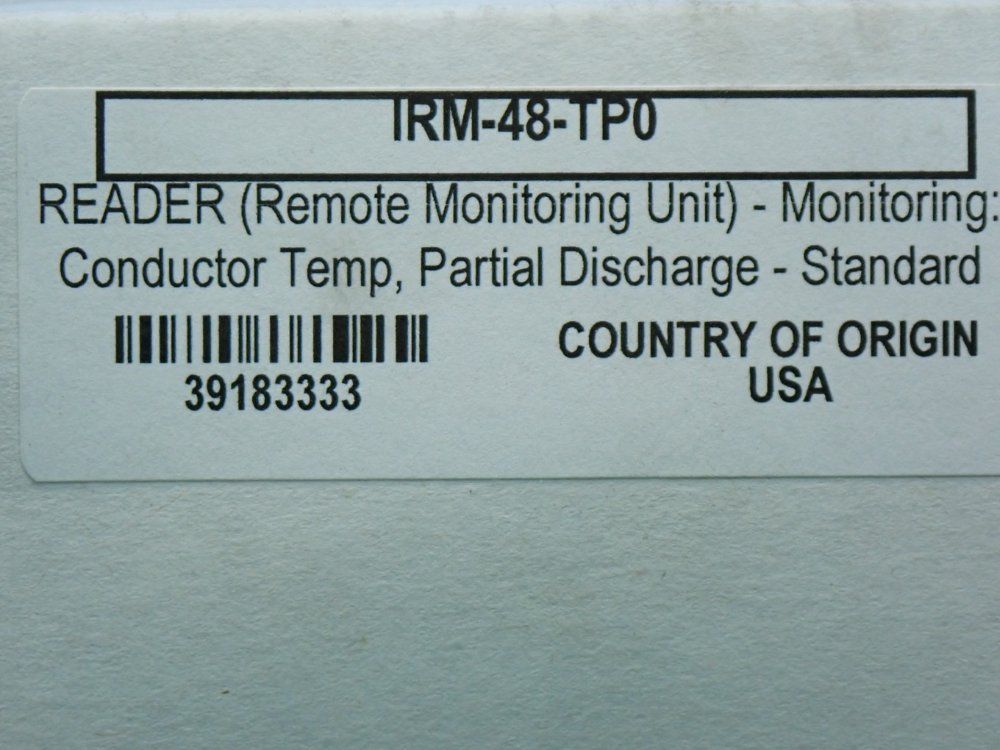 IRM-48-TP0
READER (Remote Monitoring Unit) - Monitoring:
Conductor Temp, Partial Discharge - Standard
39183333
COUNTRY OF ORIGIN
USA